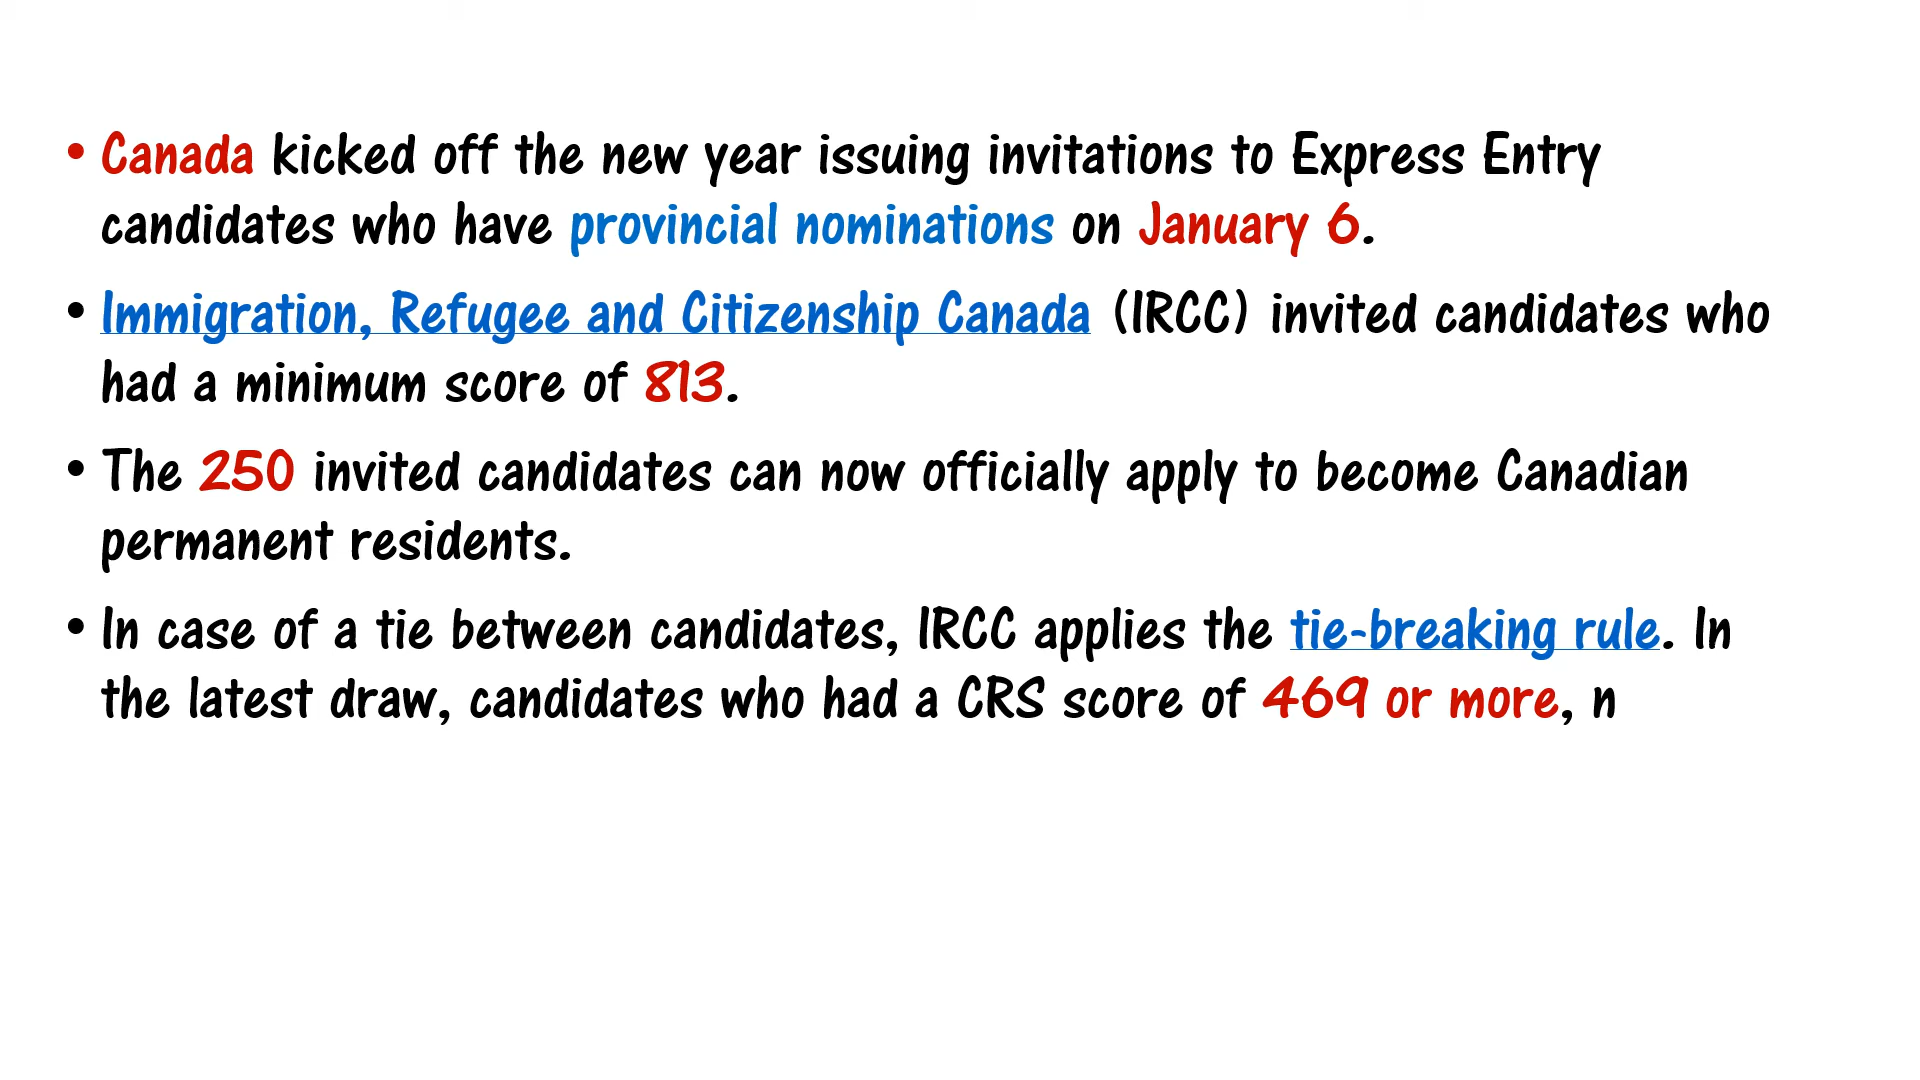 • Canada kicked off the new year issuing invitations to Express Entry
candidates who have provincial nominations on January 6.
• Immigration, Refugee and Citizenship Canada (IRCC) invited candidates who
had a minimum score of 813.
• The 250 invited candidates can now officially apply to become Canadian
permanent residents.
• In case of a tie between candidates, IRCC applies the tie-breaking rule. In
the latest draw, candidates who had a CRS score of 469 or more, n